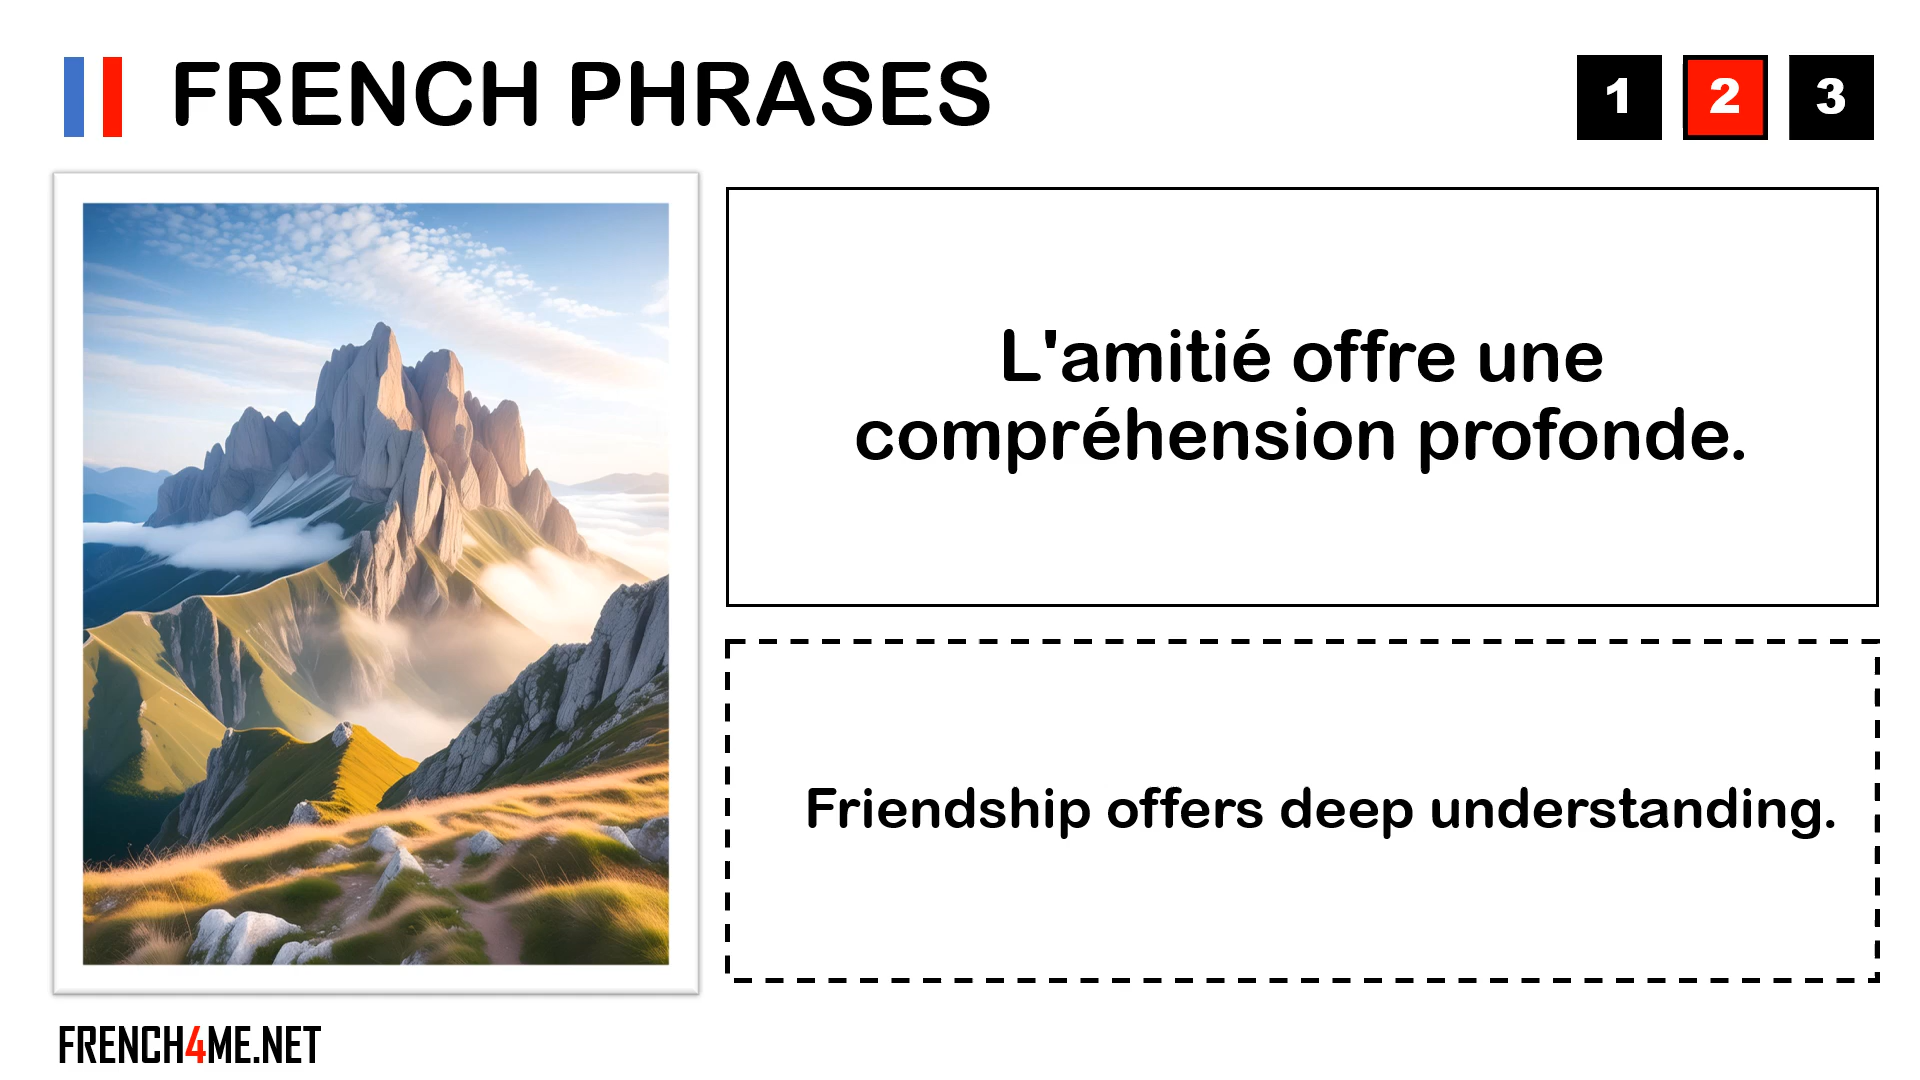 FRENCH PHRASES
1 2 3
L'amitié offre une
compréhension profonde.
Friendship offers deep understanding.
FRENCH4ME.NET